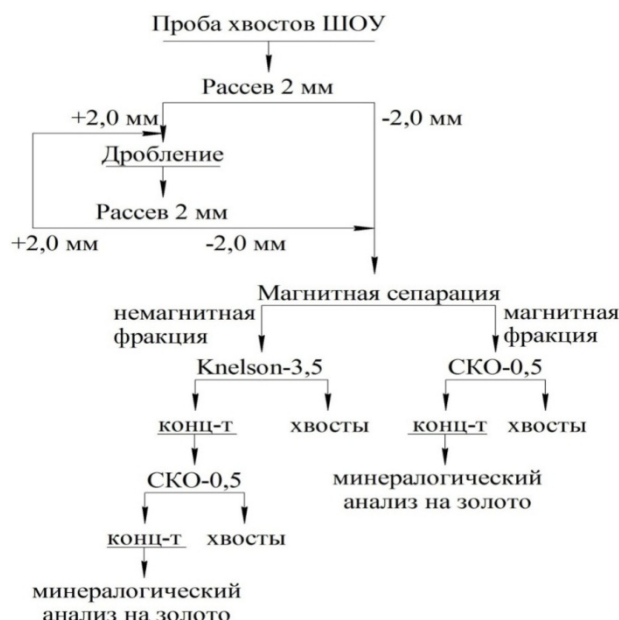 Проба хвостов ШОУ
Рассев 2 мм
+2,0 мм
-2,0 мм
Дробление
Рассев 2 мм
+2,0 мм
-2,0 мм
Магнитная сепарация
немагнитная
фракция
магнитная
фракция
Knelson-3,5
СКО-0,5
конц-т
хвосты
конц-т
хвосты
СКО-0,5
минералогический
анализ на золото
конц-т
хвосты
минералогический
анализ на золото